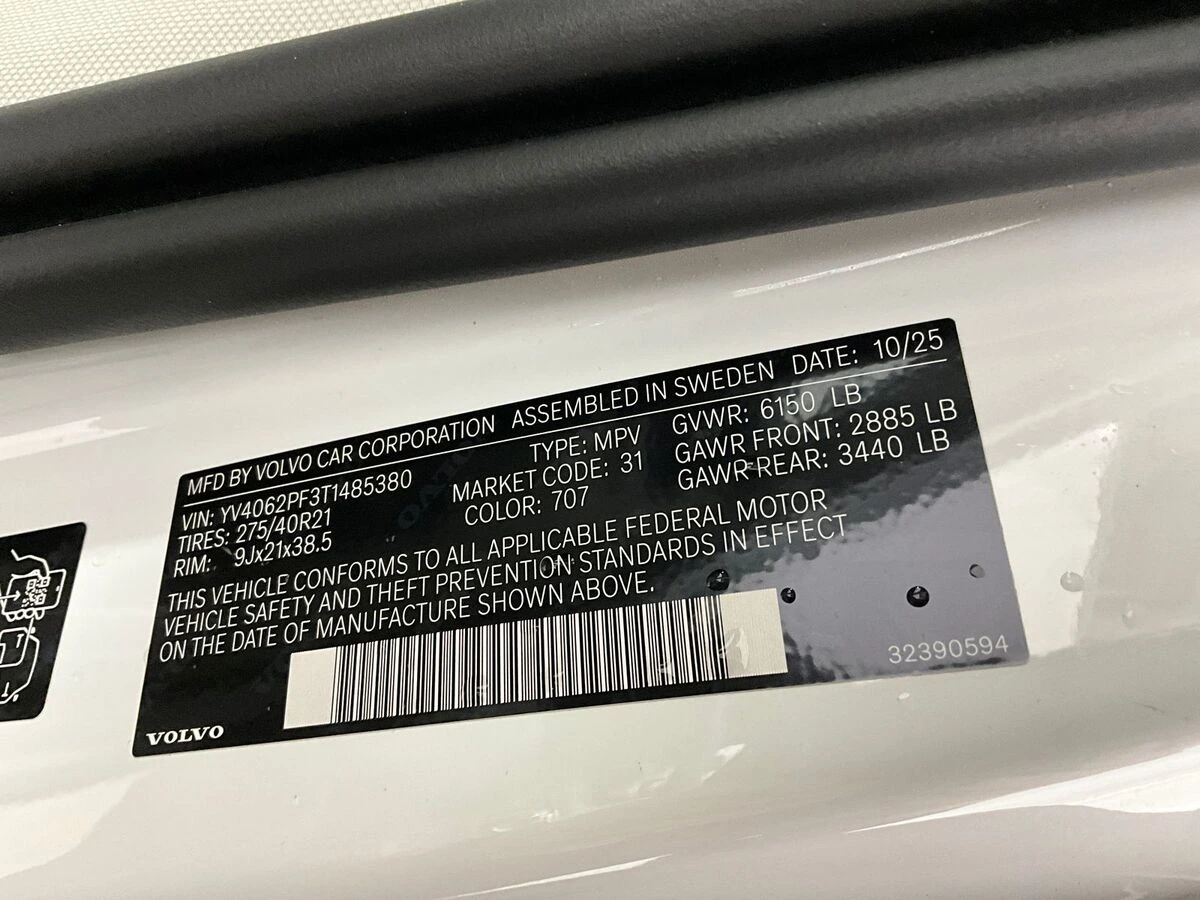 MFD BY VOLVO CAR CORPORATION ASSEMBLED IN SWEDEN DATE: 10/25
VIN: YV4062PF3T1485380 TYPE: MPV GVWR: 6150 LB
TIRES: 275/40R21 MARKET CODE: 31 GAWR FRONT: 2885 LB
RIM: 9Jx21x38.5 COLOR: 707 GAWR REAR: 3440 LB
THIS VEHICLE CONFORMS TO ALL APPLICABLE FEDERAL MOTOR
VEHICLE SAFETY AND THEFT PREVENTION STANDARDS IN EFFECT
ON THE DATE OF MANUFACTURE SHOWN ABOVE.
32390594
VOLVO